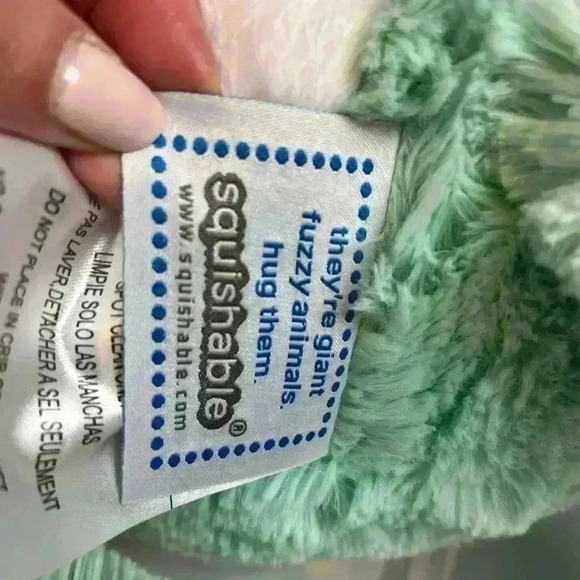 they're giant
fuzzy animals.
hug them.
squishable®
www.squishable.com
LIMPIE SOLO LAS MANCHAS
PAS LAVER, DETACHER A SEL SEULEMENT
DO NOT PLACE IN CRIB